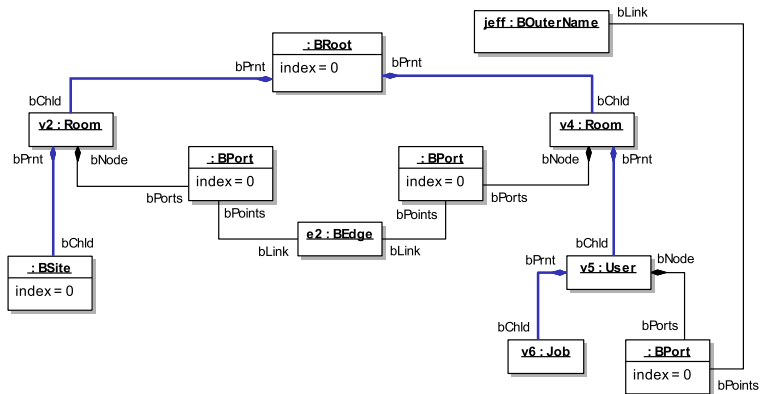 bLink
jeff : BOuterName
: BRoot
index = 0
bPrnt
bPrnt
bChld
bChld
v2 : Room
v4 : Room
bPrnt
bNode
: BPort
index = 0
: BPort
index = 0
bNode
bPrnt
bPorts
bPorts
bPoints
bPoints
e2 : BEdge
bLink
bLink
bChld
: BSite
index = 0
bChld
bPrnt
v5 : User
bNode
bChld
bPorts
v6 : Job
: BPort
index = 0
bPoints